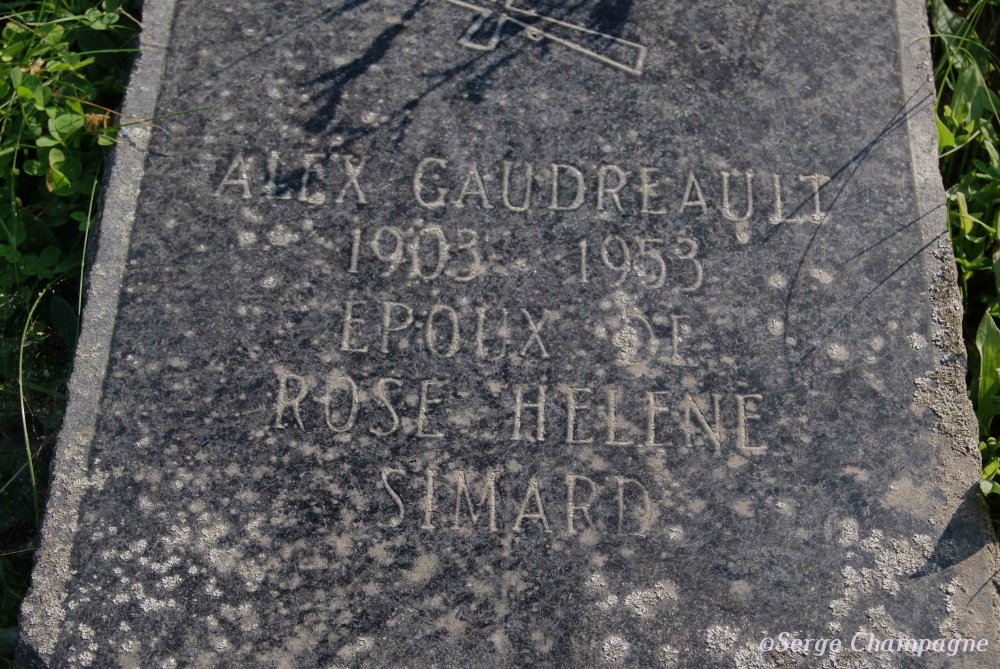 ALEX GAUDREAULT
1903 1953
EPOUX DE
ROSE HELENE
SIMARD
©Serge Champagne